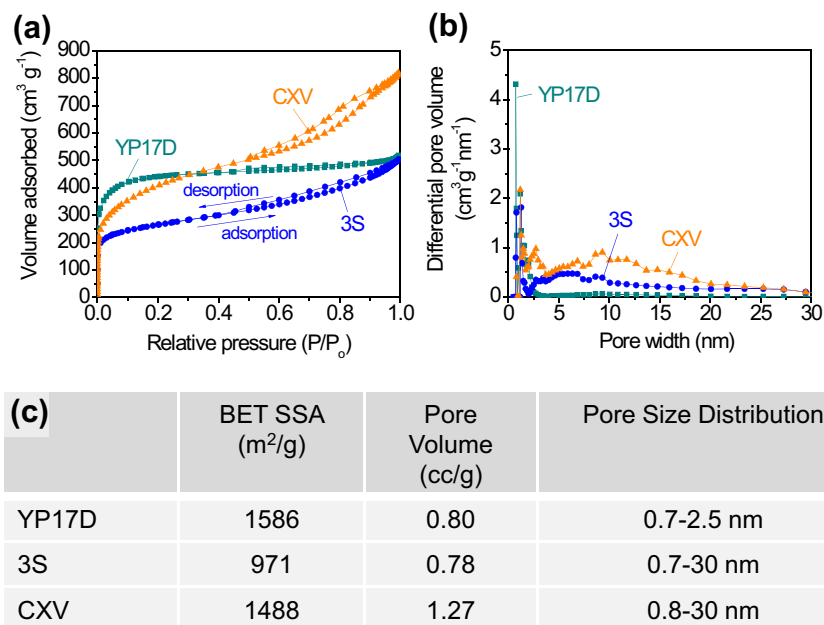 (a)
Volume adsorbed (cm³ g⁻¹)
900
800
700
600
500
400
300
200
100
0
CXV
YP17D
desorption
adsorption
3S
0.0 0.2 0.4 0.6 0.8 1.0
Relative pressure (P/Pₒ)
(b)
Differential pore volume
(cm³g⁻¹nm⁻¹)
5
4
3
2
1
0
YP17D
3S
CXV
0 5 10 15 20 25 30
Pore width (nm)
(c)
BET SSA
(m²/g)
Pore
Volume
(cc/g)
Pore Size Distribution
YP17D 1586 0.80 0.7-2.5 nm
3S 971 0.78 0.7-30 nm
CXV 1488 1.27 0.8-30 nm